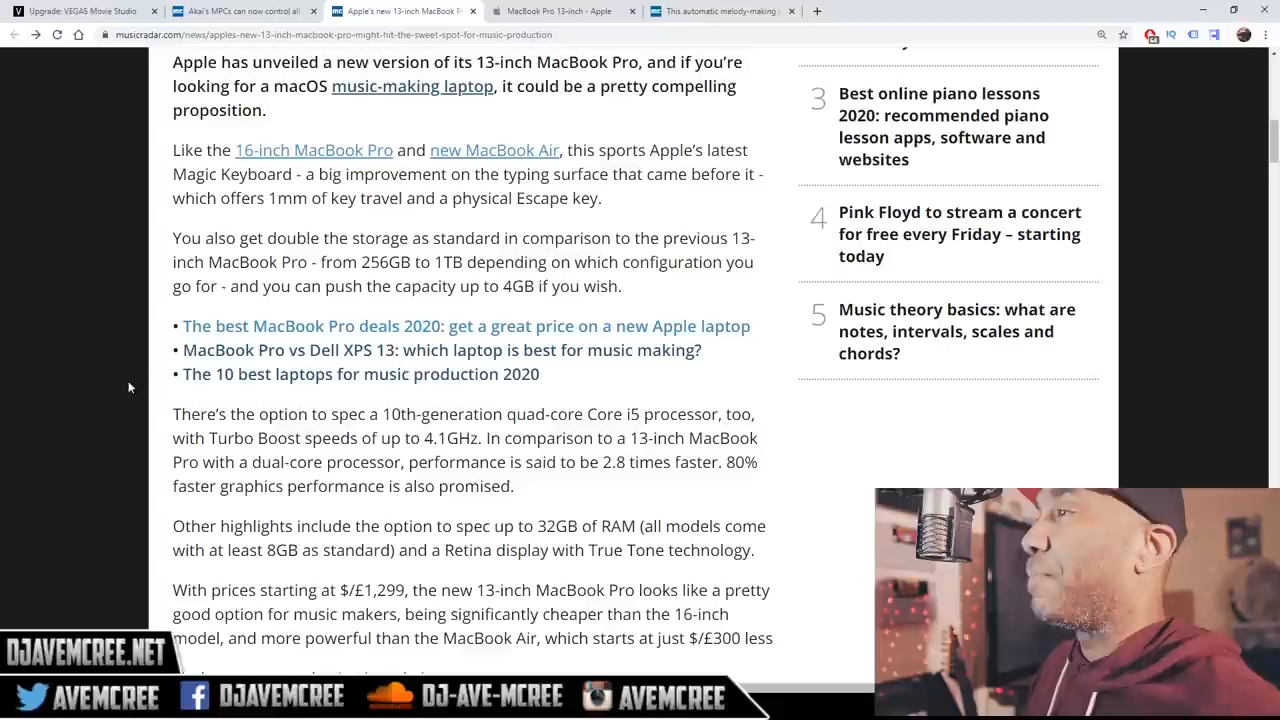 Upgrade: VEGAS Movie Studio
Akai's MPCs can now control all
Apple's new 13-inch MacBook P
MacBook Pro 13-inch - Apple
This automatic melody-making
musicradar.com/news/apples-new-13-inch-macbook-pro-might-hit-the-sweet-spot-for-music-production
Apple has unveiled a new version of its 13-inch MacBook Pro, and if you're
looking for a macOS music-making laptop, it could be a pretty compelling
proposition.
Like the 16-inch MacBook Pro and new MacBook Air, this sports Apple's latest
Magic Keyboard - a big improvement on the typing surface that came before it -
which offers 1mm of key travel and a physical Escape key.
You also get double the storage as standard in comparison to the previous 13-
inch MacBook Pro - from 256GB to 1TB depending on which configuration you
go for - and you can push the capacity up to 4GB if you wish.
• The best MacBook Pro deals 2020: get a great price on a new Apple laptop
• MacBook Pro vs Dell XPS 13: which laptop is best for music making?
• The 10 best laptops for music production 2020
There's the option to spec a 10th-generation quad-core Core i5 processor, too,
with Turbo Boost speeds of up to 4.1GHz. In comparison to a 13-inch MacBook
Pro with a dual-core processor, performance is said to be 2.8 times faster. 80%
faster graphics performance is also promised.
Other highlights include the option to spec up to 32GB of RAM (all models come
with at least 8GB as standard) and a Retina display with True Tone technology.
With prices starting at $/£1,299, the new 13-inch MacBook Pro looks like a pretty
good option for music makers, being significantly cheaper than the 16-inch
model, and more powerful than the MacBook Air, which starts at just $/£300 less
3 Best online piano lessons
2020: recommended piano
lesson apps, software and
websites
4 Pink Floyd to stream a concert
for free every Friday – starting
today
5 Music theory basics: what are
notes, intervals, scales and
chords?
DJAVEMCREE.NET
AVEMCREE
DJAVEMCREE
DJ-AVE-MCREE
AVEMCREE